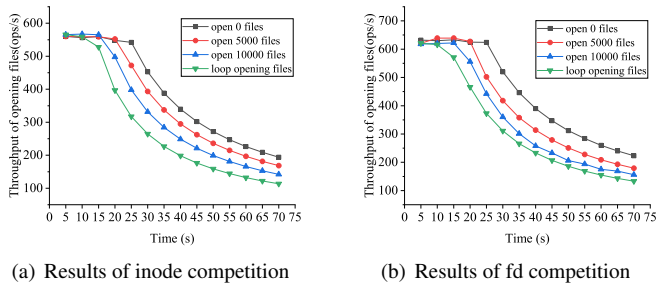 600
500
400
300
200
100
Throughput of opening files(ops/s)
open 0 files
open 5000 files
open 10000 files
loop opening files
0 5 10 15 20 25 30 35 40 45 50 55 60 65 70 75
Time (s)
(a) Results of inode competition
700
600
500
400
300
200
100
Throughput of opening files (ops/s)
open 0 files
open 5000 files
open 10000 files
loop opening files
0 5 10 15 20 25 30 35 40 45 50 55 60 65 70 75
Time (s)
(b) Results of fd competition